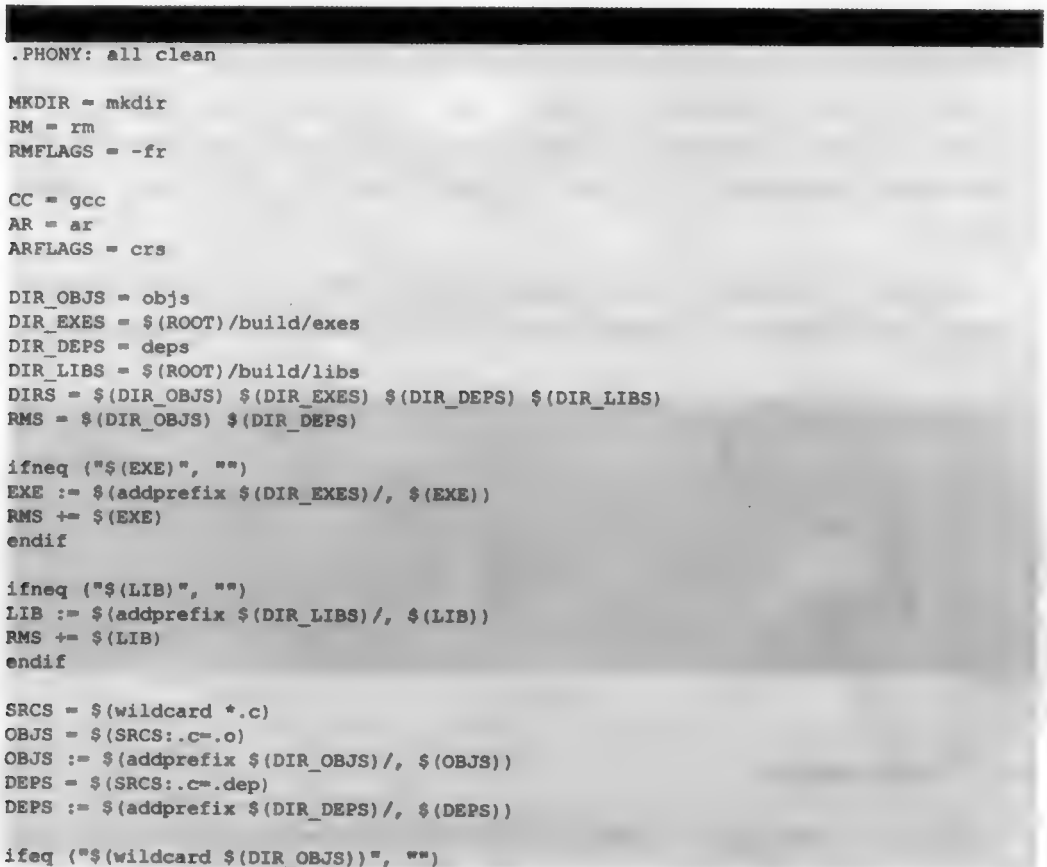 .PHONY: all clean

MKDIR = mkdir
RM = rm
RMFLAGS = -fr

CC = gcc
AR = ar
ARFLAGS = crs

DIR_OBJS = objs
DIR_EXES = $(ROOT)/build/exes
DIR_DEPS = deps
DIR_LIBS = $(ROOT)/build/libs
DIRS = $(DIR_OBJS) $(DIR_EXES) $(DIR_DEPS) $(DIR_LIBS)
RMS = $(DIR_OBJS) $(DIR_DEPS)

ifneq ("$(EXE)", "")
EXE := $(addprefix $(DIR_EXES)/, $(EXE))
RMS += $(EXE)
endif

ifneq ("$(LIB)", "")
LIB := $(addprefix $(DIR_LIBS)/, $(LIB))
RMS += $(LIB)
endif

SRCS = $(wildcard *.c)
OBJS = $(SRCS:.c=.o)
OBJS := $(addprefix $(DIR_OBJS)/, $(OBJS))
DEPS = $(SRCS:.c=.dep)
DEPS := $(addprefix $(DIR_DEPS)/, $(DEPS))

ifeq ("$(wildcard $(DIR_OBJS))", "")